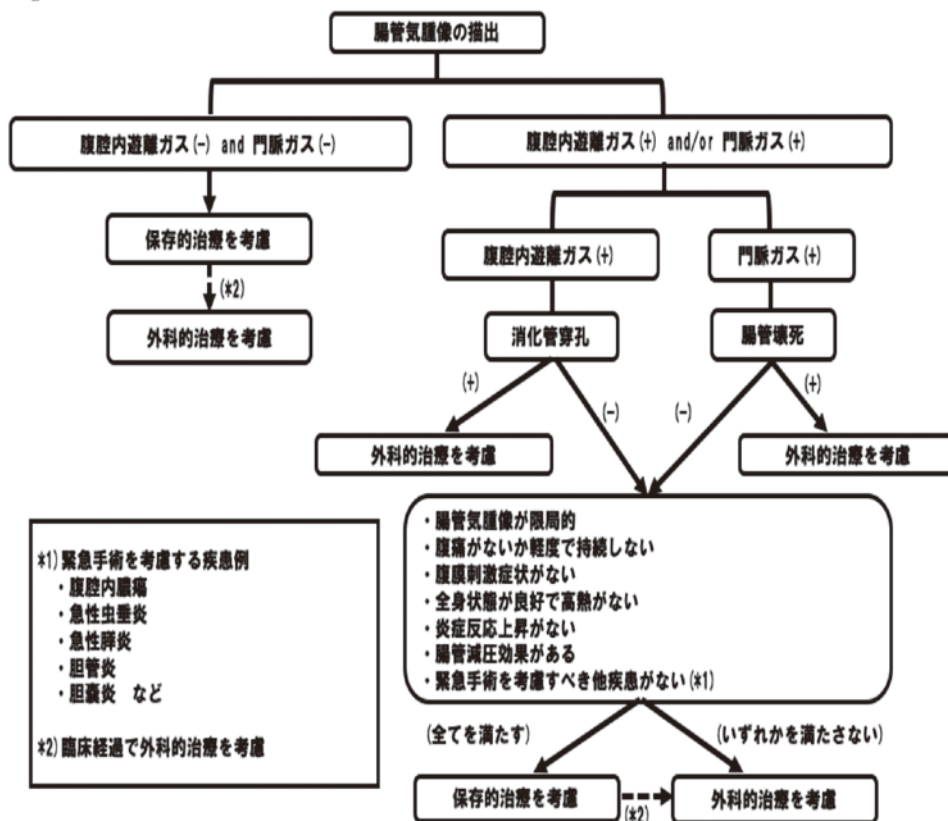 腸管気腫像の描出
腹腔内遊離ガス(-) and 門脈ガス(-)
腹腔内遊離ガス(+) and/or 門脈ガス(+)
保存的治療を考慮
(*2)
外科的治療を考慮
腹腔内遊離ガス(+)
門脈ガス(+)
消化管穿孔
腸管壊死
(+)
(-)
(-)
(+)
外科的治療を考慮
外科的治療を考慮
・腸管気腫像が限局的
・腹痛がないか軽度で持続しない
・腹膜刺激症状がない
・全身状態が良好で高熱がない
・炎症反応上昇がない
・腸管減圧効果がある
・緊急手術を考慮すべき他疾患がない(*1)
(全てを満たす)
(いずれかを満たさない)
保存的治療を考慮
(*2)
外科的治療を考慮
*1)緊急手術を考慮する疾患例
・腹腔内膿瘍
・急性虫垂炎
・急性膵炎
・胆管炎
・胆嚢炎 など
*2)臨床経過で外科的治療を考慮